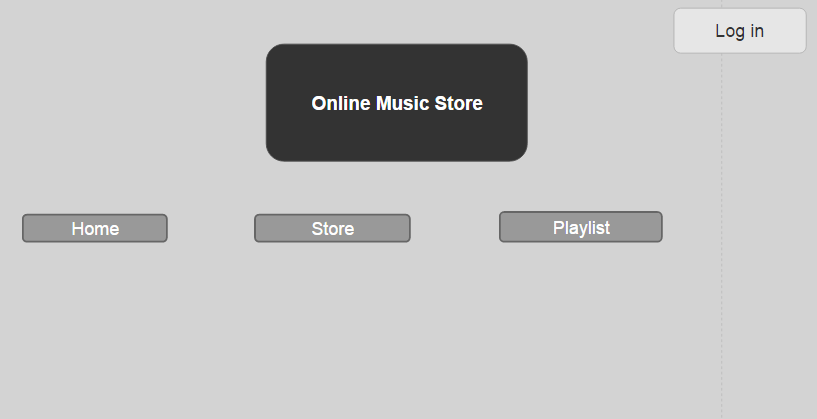 Log in
Online Music Store
Home
Store
Playlist